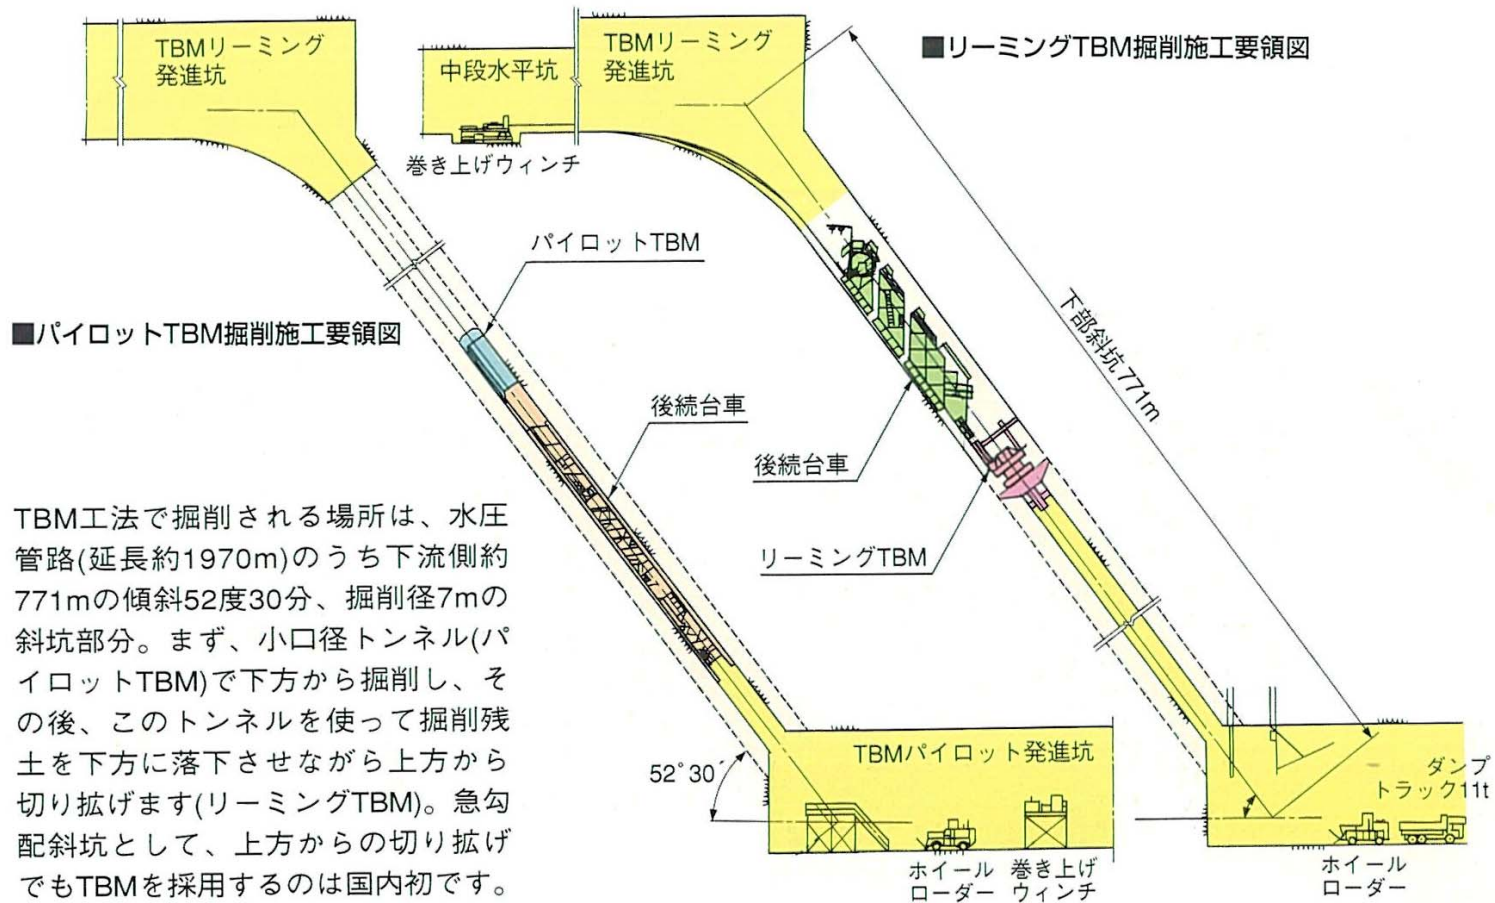 TBMリーミング
発進坑
中段水平坑
巻き上げウィンチ
TBMリーミング
発進坑
■リーミングTBM掘削施工要領図
パイロットTBM
■パイロットTBM掘削施工要領図
後続台車
下部斜坑771m
後続台車
リーミングTBM
TBM工法で掘削される場所は、水圧
管路(延長約1970m)のうち下流側約
771mの傾斜52度30分、掘削径7mの
斜坑部分。まず、小口径トンネル(パ
イロットTBM)で下方から掘削し、そ
の後、このトンネルを使って掘削残
土を下方に落下させながら上方から
切り拡げます(リーミングTBM)。急勾
配斜坑として、上方からの切り拡げ
でもTBMを採用するのは国内初です。
52°30′
TBMパイロット発進坑
ホイール
ローダー
巻き上げ
ウィンチ
ダンプ
トラック11t
ホイール
ローダー